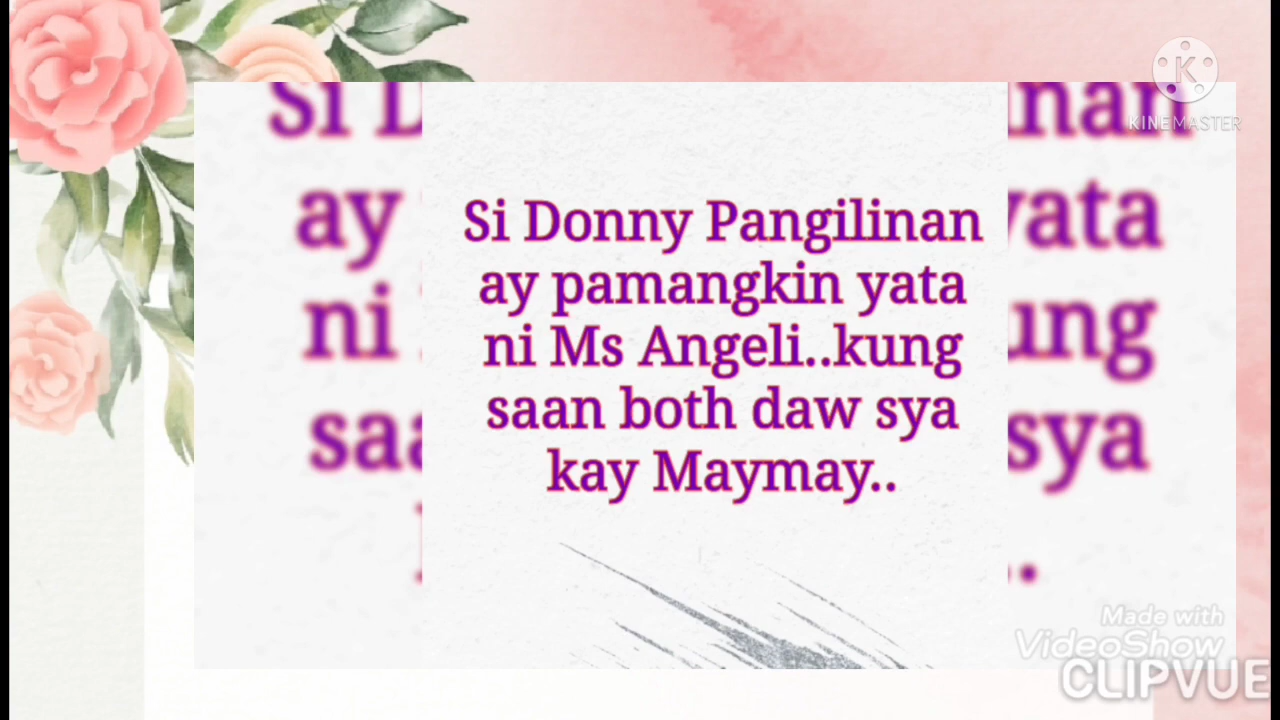 KINEMASTER
Si Donny Pangilinan
ay pamangkin yata
ni Ms Angeli..kung
saan both daw sya
kay Maymay..
Made with
VideoShow
CLIPVUE